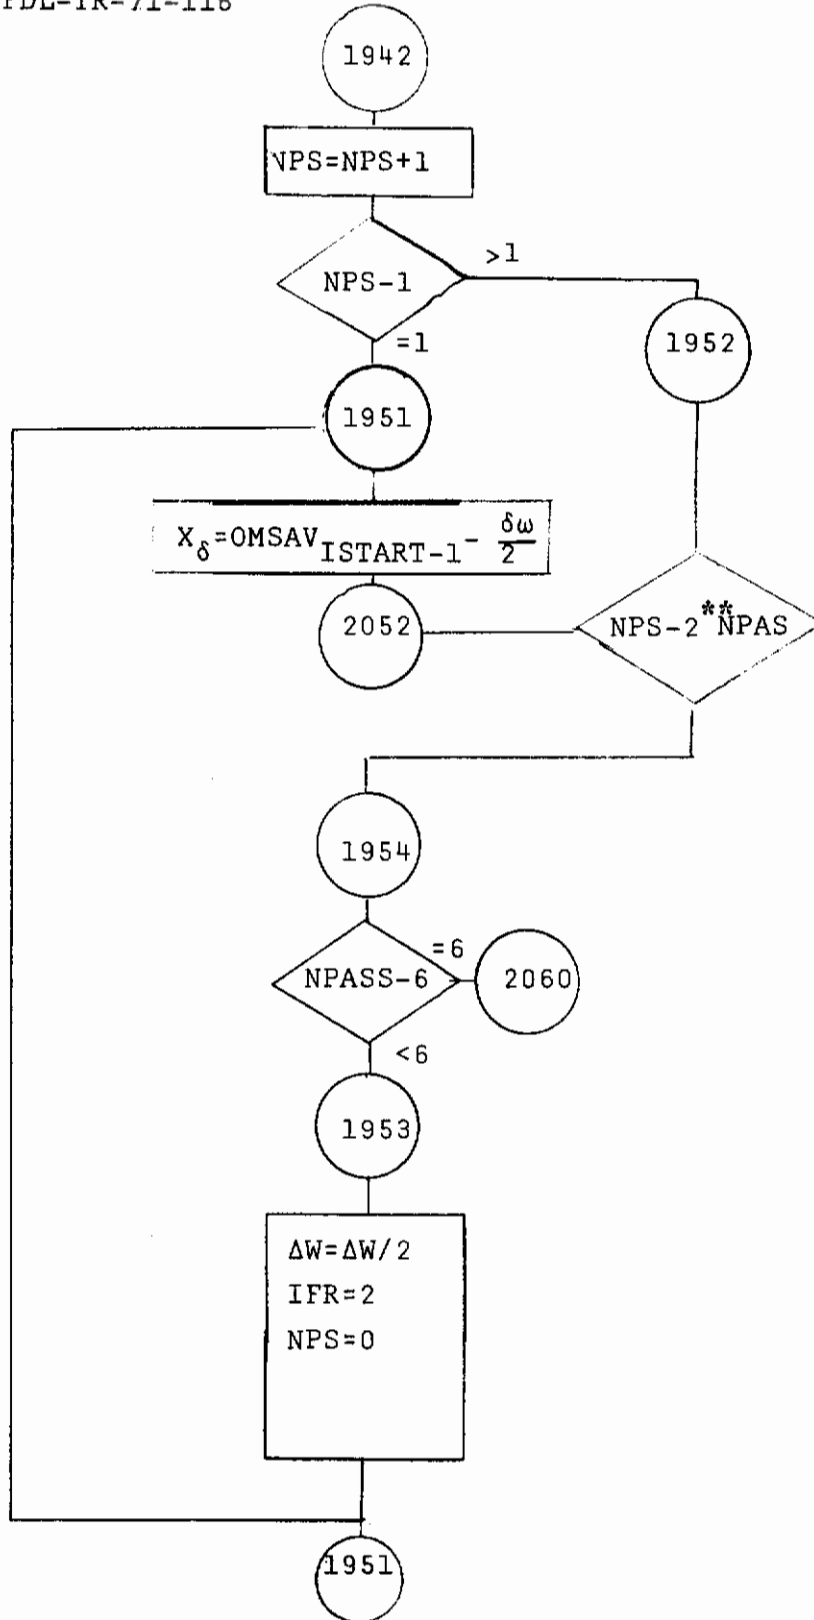 FDL-TR-71-118
1942
NPS=NPS+1
NPS-1
>1
=1
1952
1951
X_δ=OMSAV_ISTART-1 - δω/2
2052
NPS-2**NPAS
1954
NPASS-6
=6
2060
<6
1953
ΔW=ΔW/2
IFR=2
NPS=0
1951